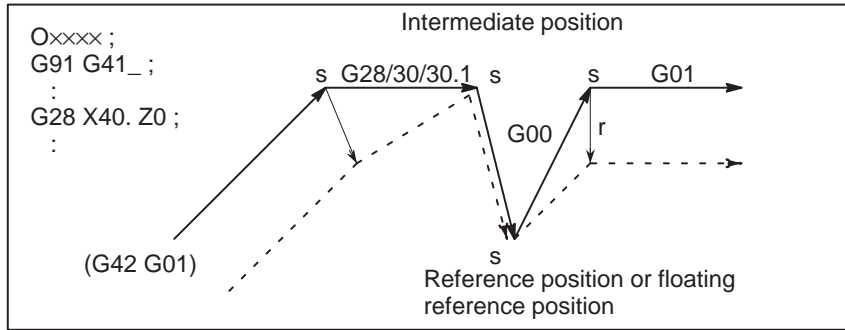 O×××× ;
G91 G41_ ;
:
G28 X40. Z0 ;
:
Intermediate position
s
G28/30/30.1
s
s
G01
G00
r
(G42 G01)
s
Reference position or floating
reference position